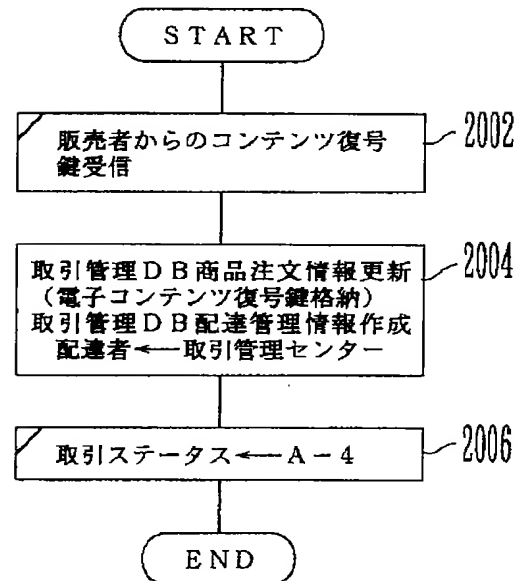 START
販売者からのコンテンツ復号
鍵受信
2002
取引管理DB商品注文情報更新
(電子コンテンツ復号鍵格納)
取引管理DB配達管理情報作成
配達者←取引管理センター
2004
取引ステータス←A-4
2006
END